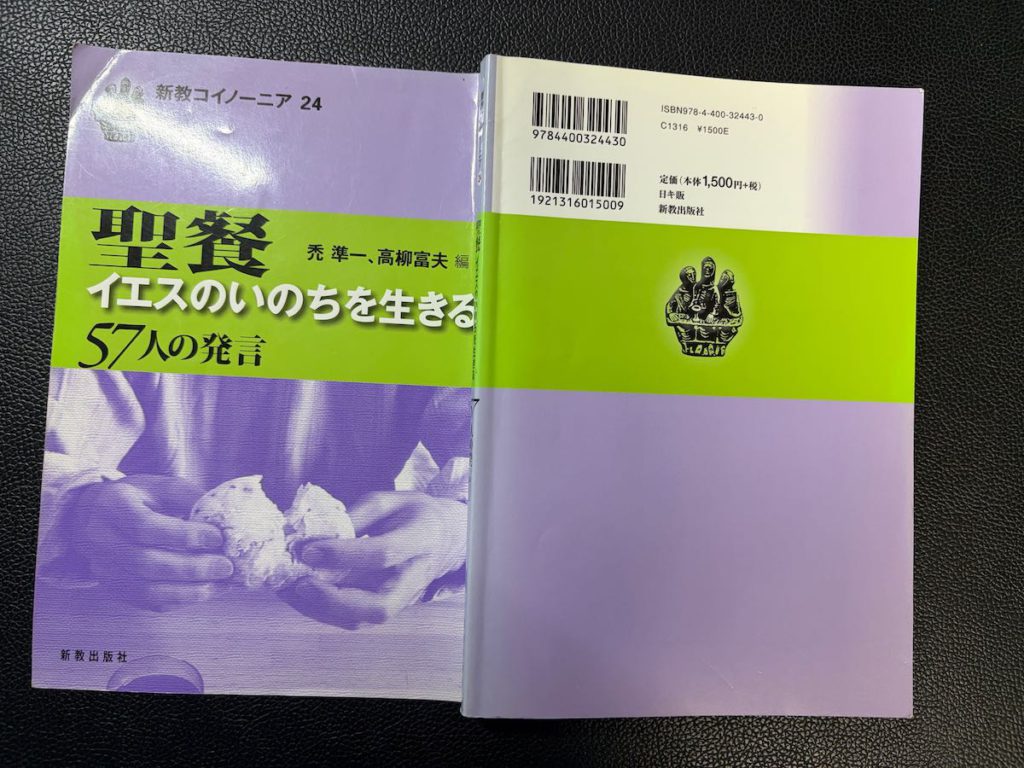 新教コイノーニア 24
聖餐
禿 準一、高柳富夫 編
イエスのいのちを生きる
57人の発言
新教出版社
9784400324430
1921316015009
ISBN978-4-400-32443-0
C1316 ¥1500E
定価(本体1,500円+税)
日キ版
新教出版社